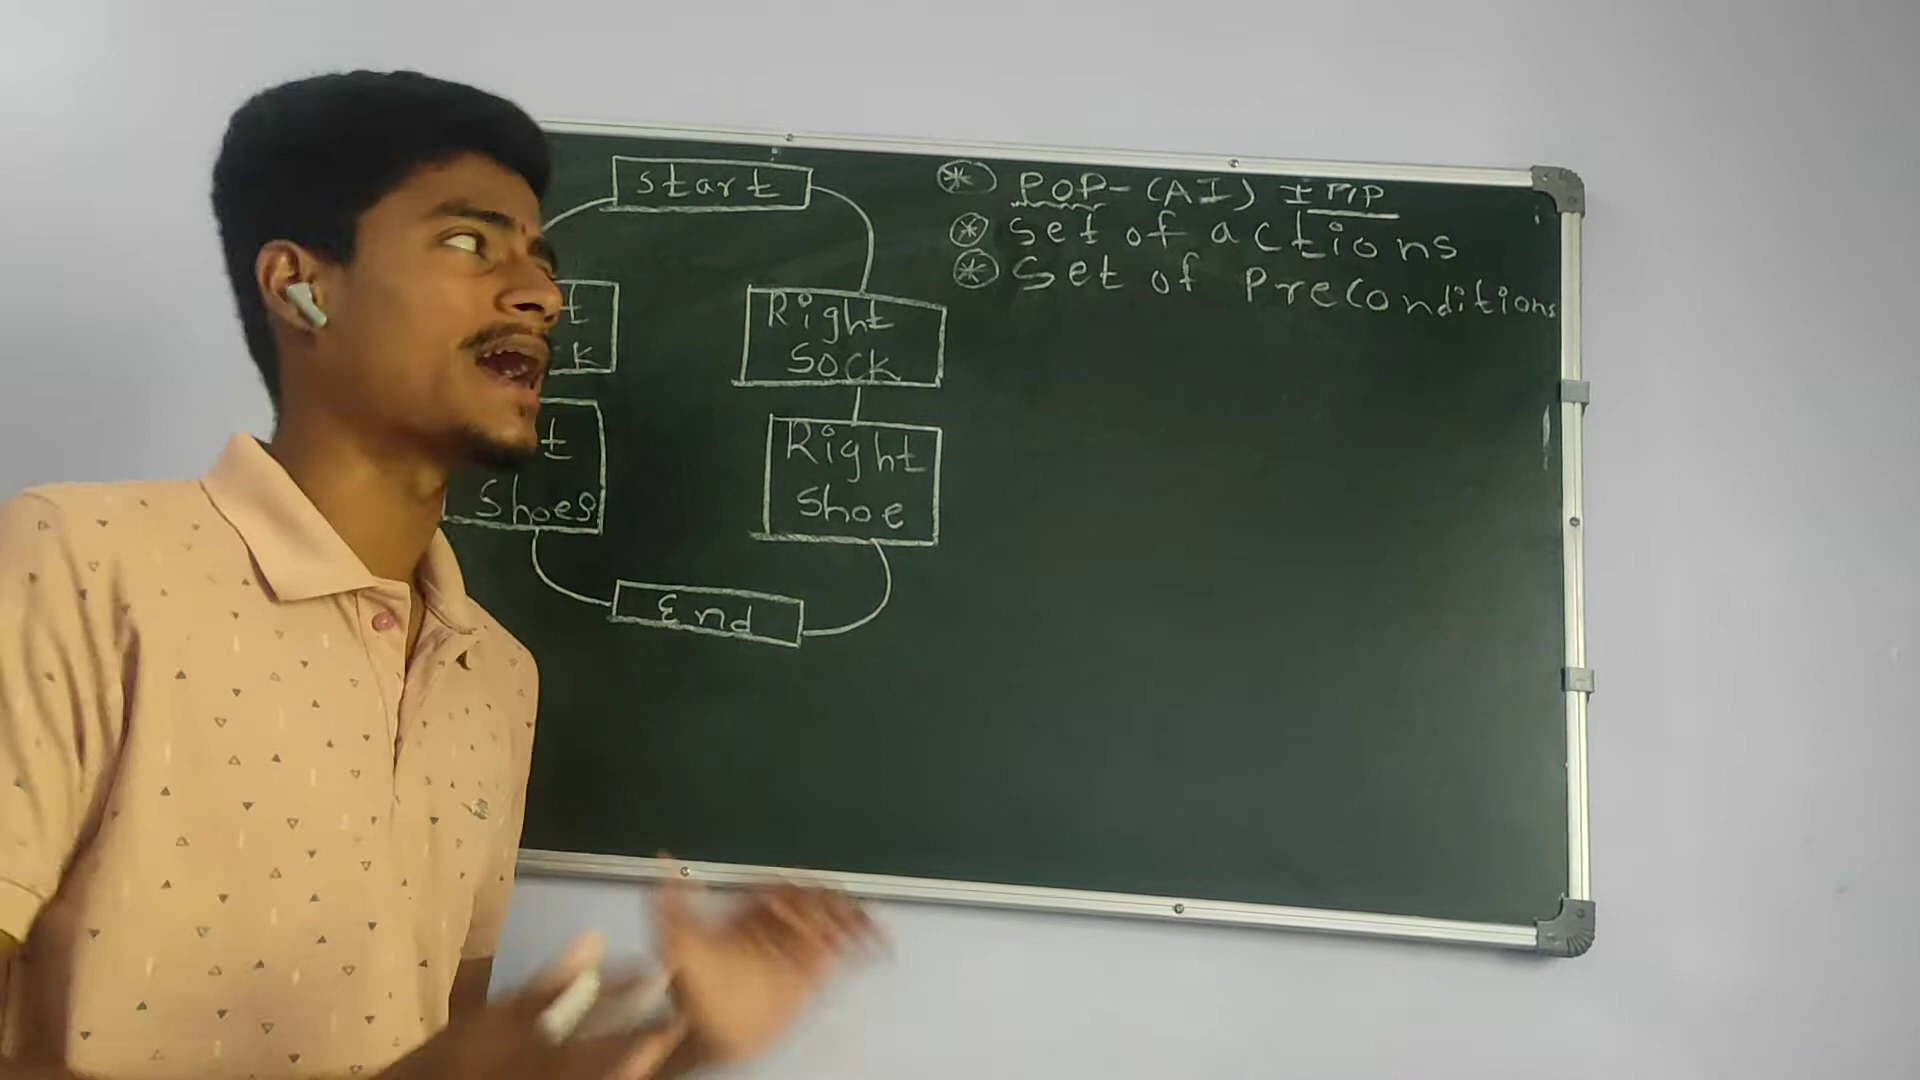 start
Right
Sock
Right
Shoe
Shoes
End
POP-(AI) IMP
Set of actions
Set of Preconditions